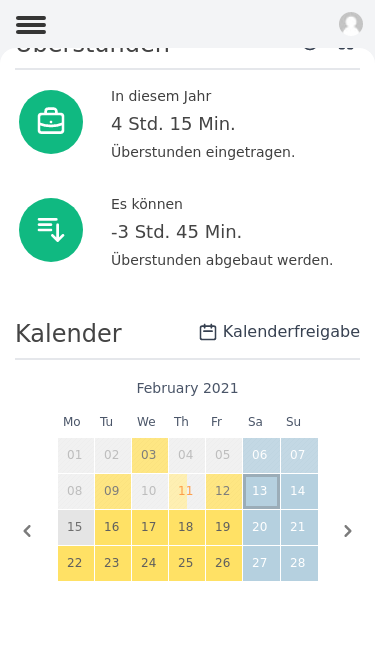 Überstunden
In diesem Jahr
4 Std. 15 Min.
Überstunden eingetragen.
Es können
-3 Std. 45 Min.
Überstunden abgebaut werden.
Kalender
Kalenderfreigabe
February 2021
Mo Tu We Th Fr Sa Su
01 02 03 04 05 06 07
08 09 10 11 12 13 14
15 16 17 18 19 20 21
22 23 24 25 26 27 28